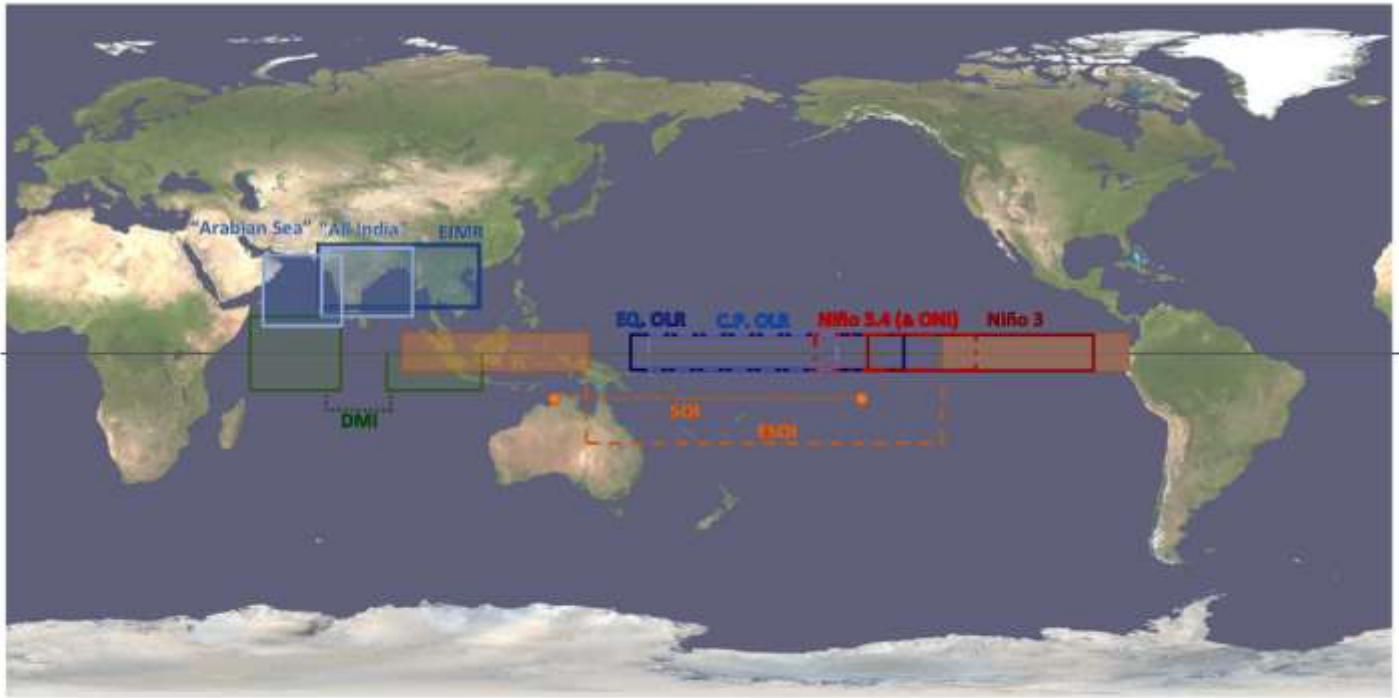 "Arabian Sea" "All India" EIMR
EQ. OLR C.P. OLR Niño 3.4 (& ONI) Niño 3
SOI
DMI
ESOI